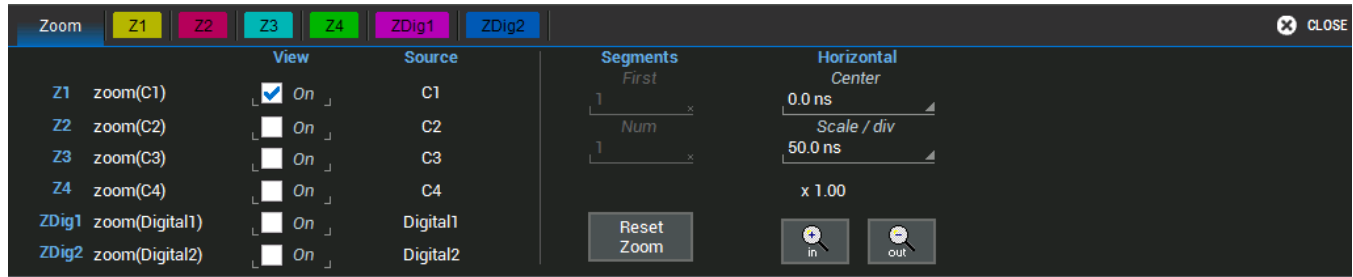 Zoom Z1 Z2 Z3 Z4 ZDig1 ZDig2 CLOSE
View Source Segments Horizontal
First Center
Z1 zoom(C1) On C1 1 0.0 ns
Z2 zoom(C2) On C2 Num Scale / div
Z3 zoom(C3) On C3 1 50.0 ns
Z4 zoom(C4) On C4 x 1.00
ZDig1 zoom(Digital1) On Digital1 Reset
ZDig2 zoom(Digital2) On Digital2 Zoom in out